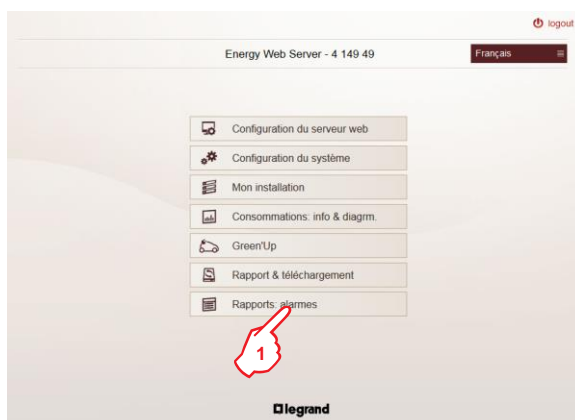 logout
Energy Web Server - 4 149 49
Français
Configuration du serveur web
Configuration du système
Mon installation
Consommations: info & diagrm.
Green'Up
Rapport & téléchargement
Rapports: alarmes
1
legrand